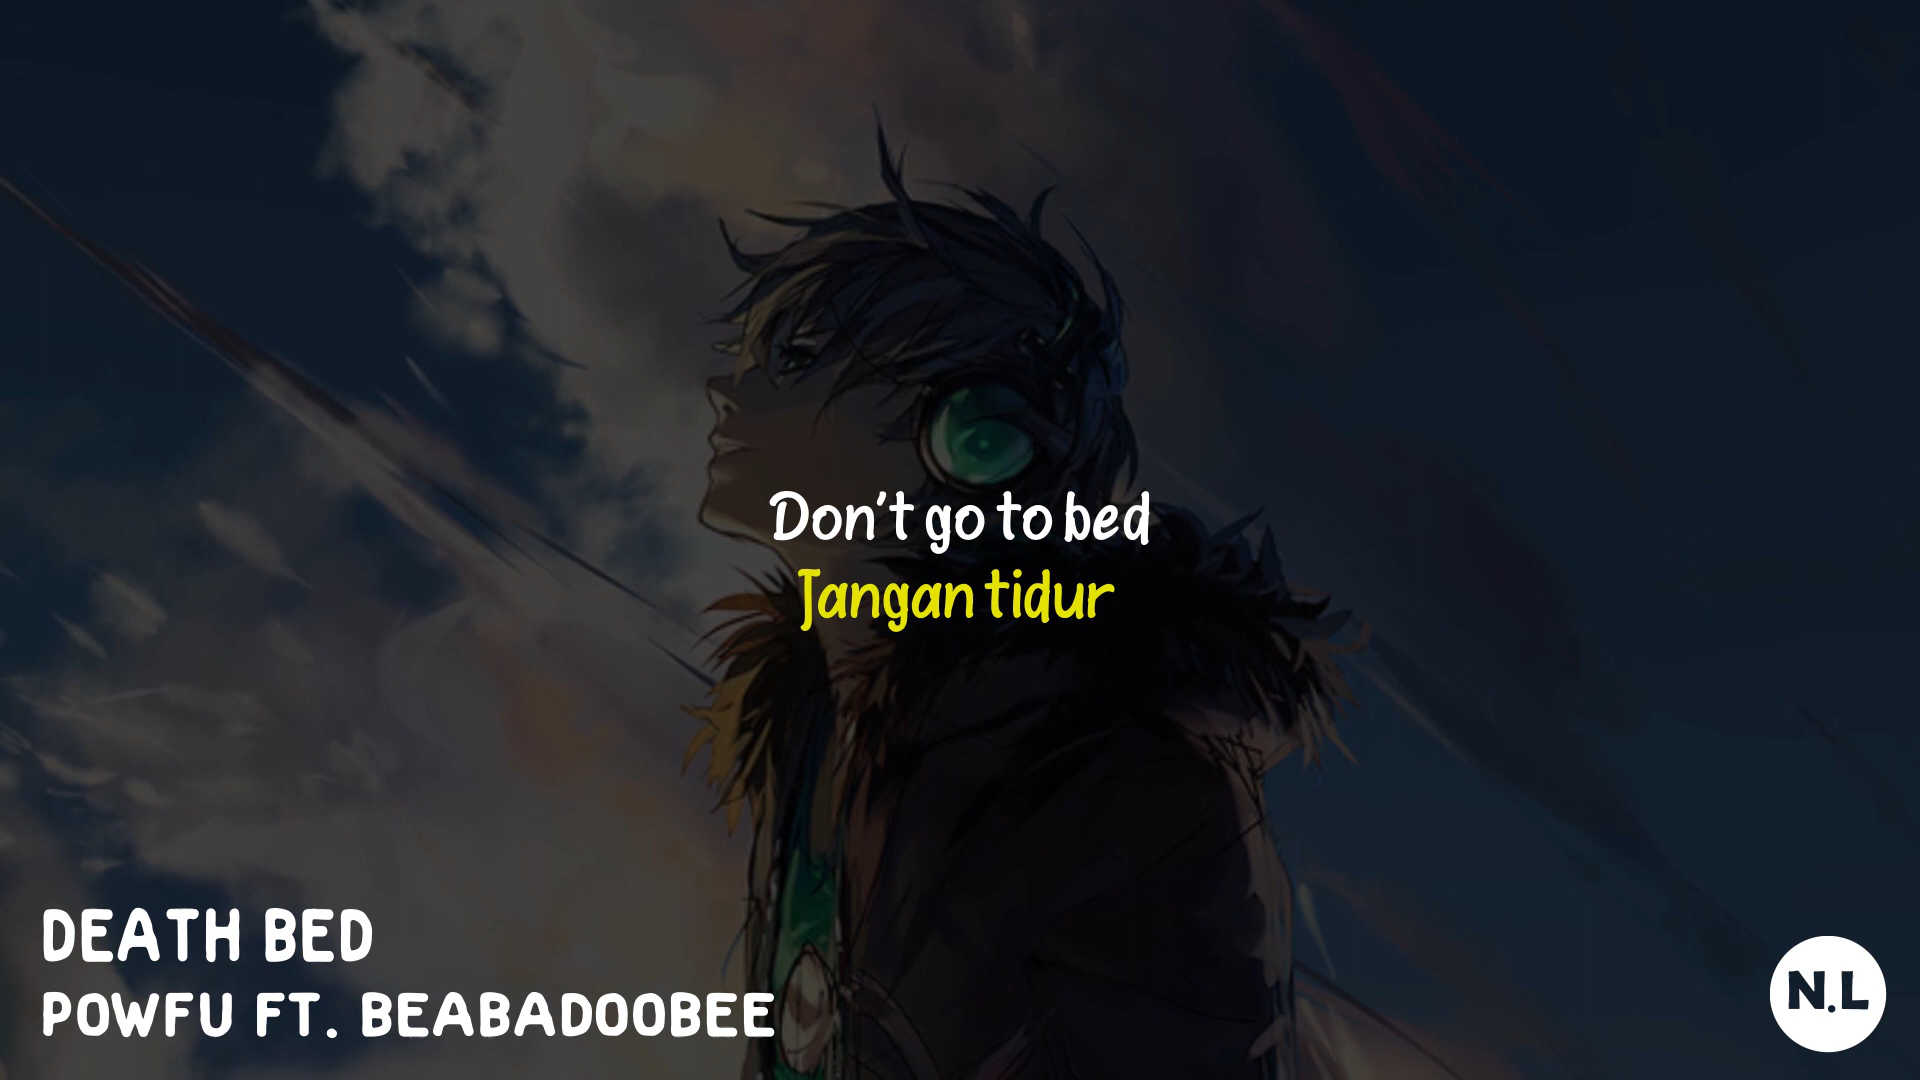 Don't go to bed
Jangan tidur
DEATH BED
POWFU FT. BEABADOOBEE
N.L